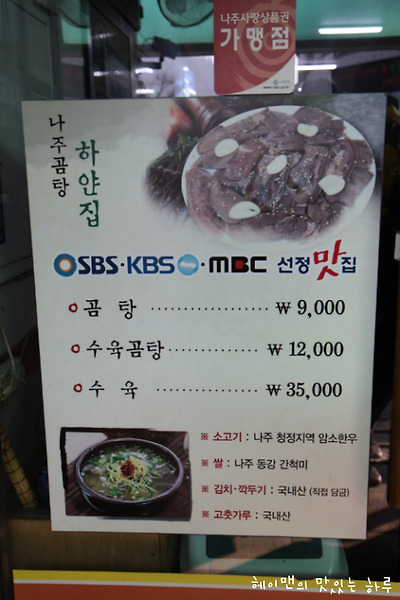 나주사랑상품권
가맹점
나주곰탕
하얀집
SBS·KBS·MBC 선정 맛집
곰 탕 ·················· ₩ 9,000
수육곰탕 ·············· ₩ 12,000
수 육 ················ ₩ 35,000
※ 소고기 : 나주 청정지역 암소한우
※ 쌀 : 나주 동강 간척미
※ 김치·깍두기 : 국내산 (직접 담금)
※ 고춧가루 : 국내산
헤이맨의 맛있는 하루